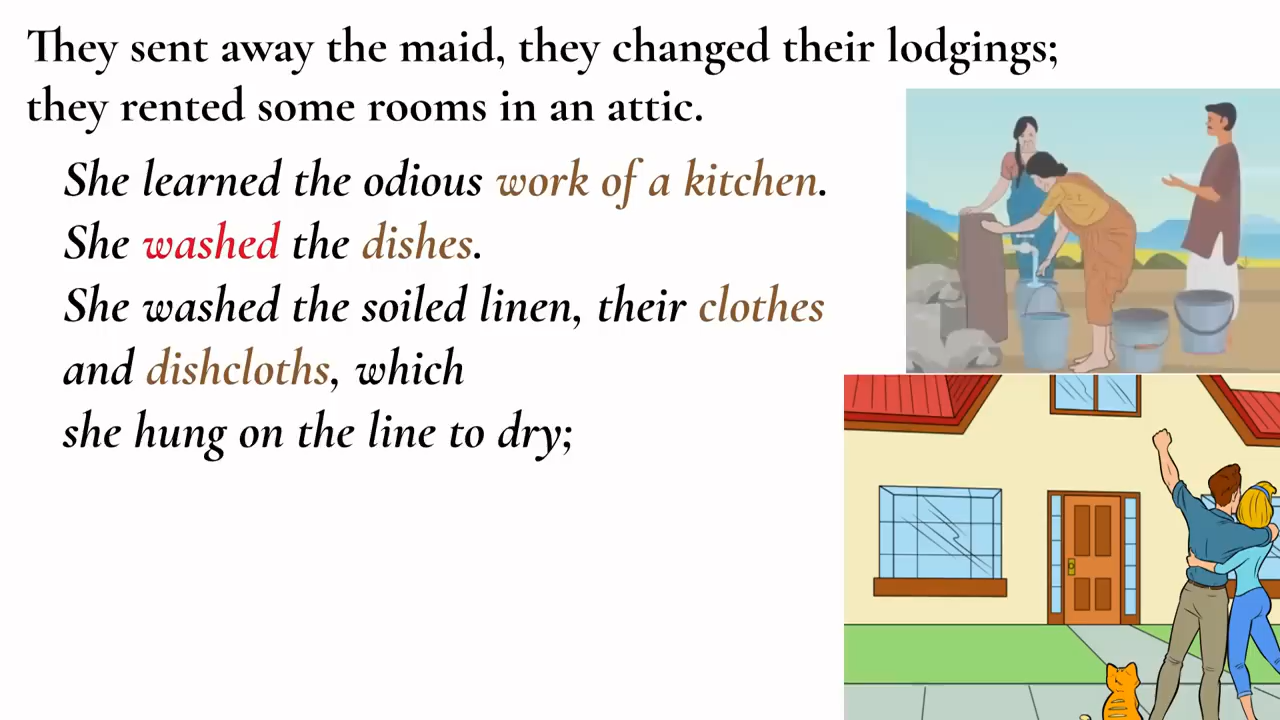 They sent away the maid, they changed their lodgings;
they rented some rooms in an attic.
She learned the odious work of a kitchen.
She washed the dishes.
She washed the soiled linen, their clothes
and dishcloths, which
she hung on the line to dry;